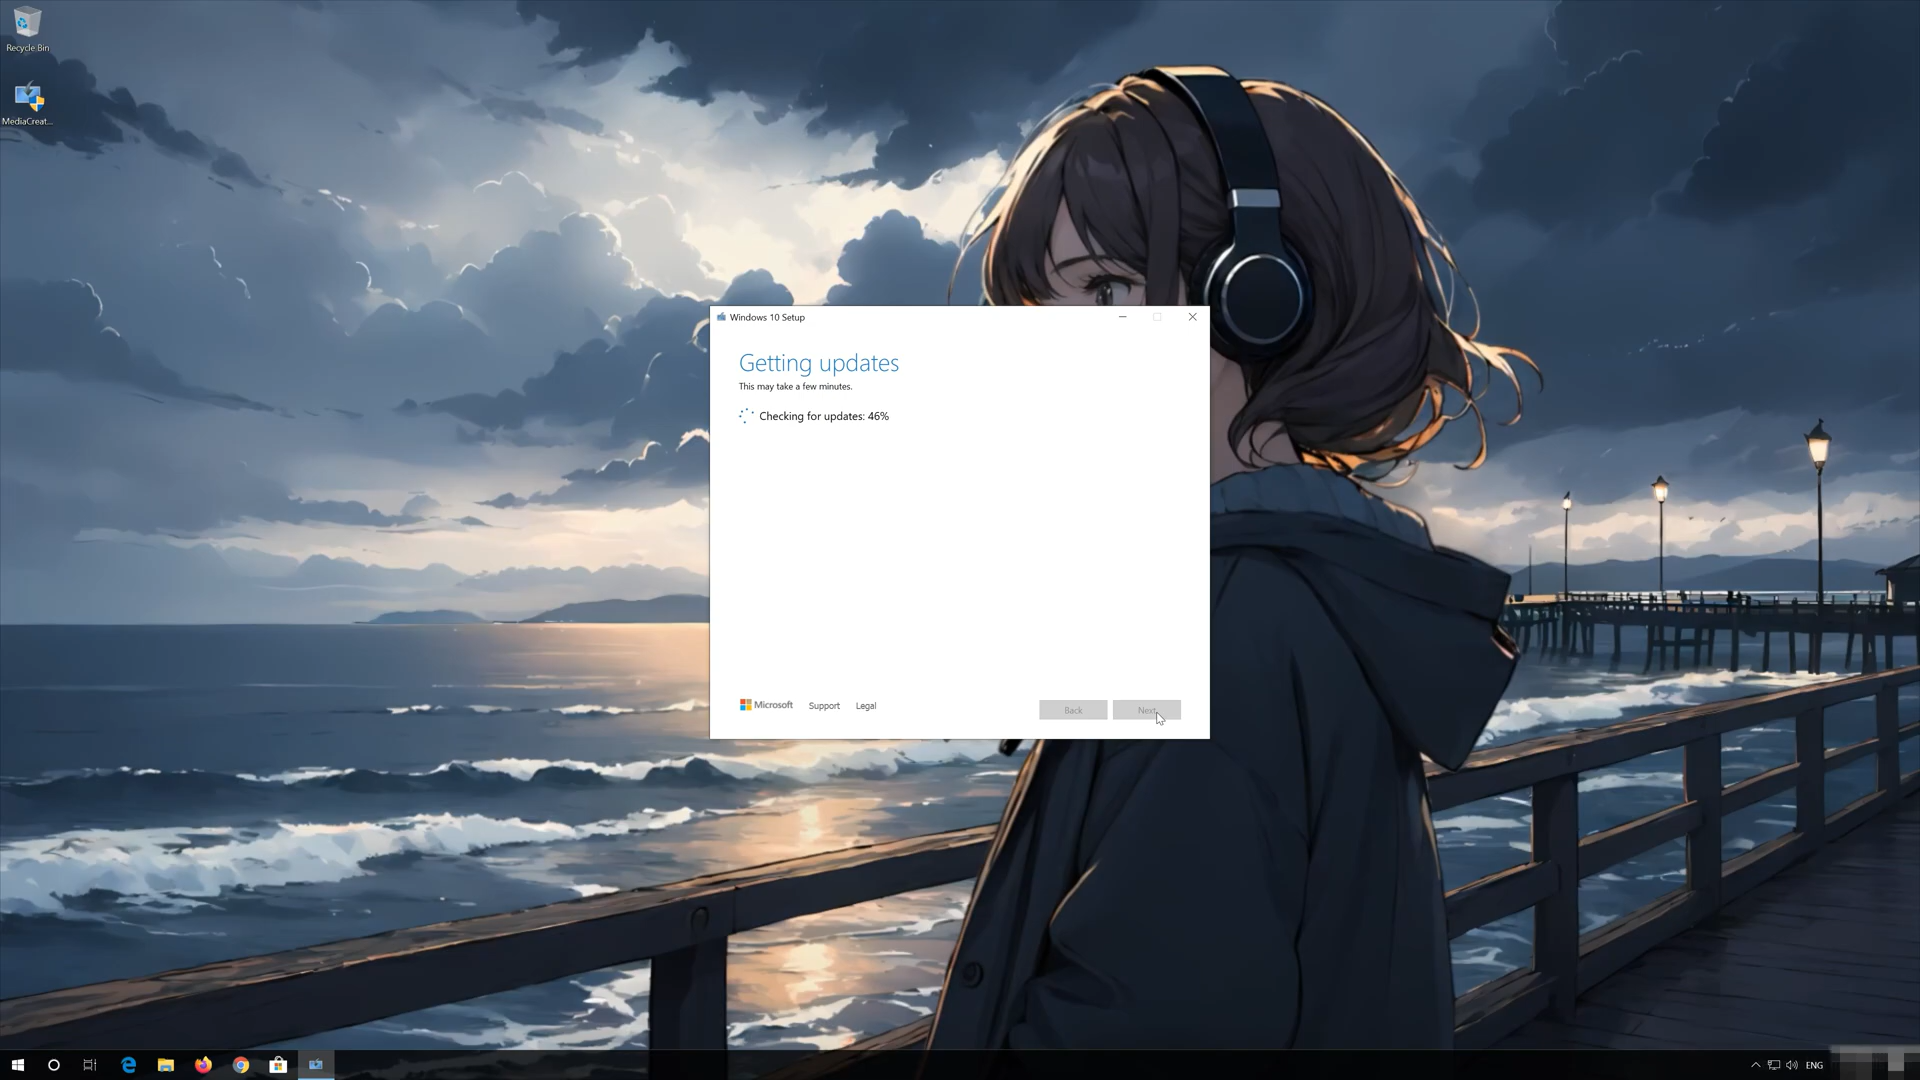 Recycle Bin
MediaCreat...
Windows 10 Setup
Getting updates
This may take a few minutes.
Checking for updates: 46%
Microsoft
Support
Legal
Back
Next
ENG